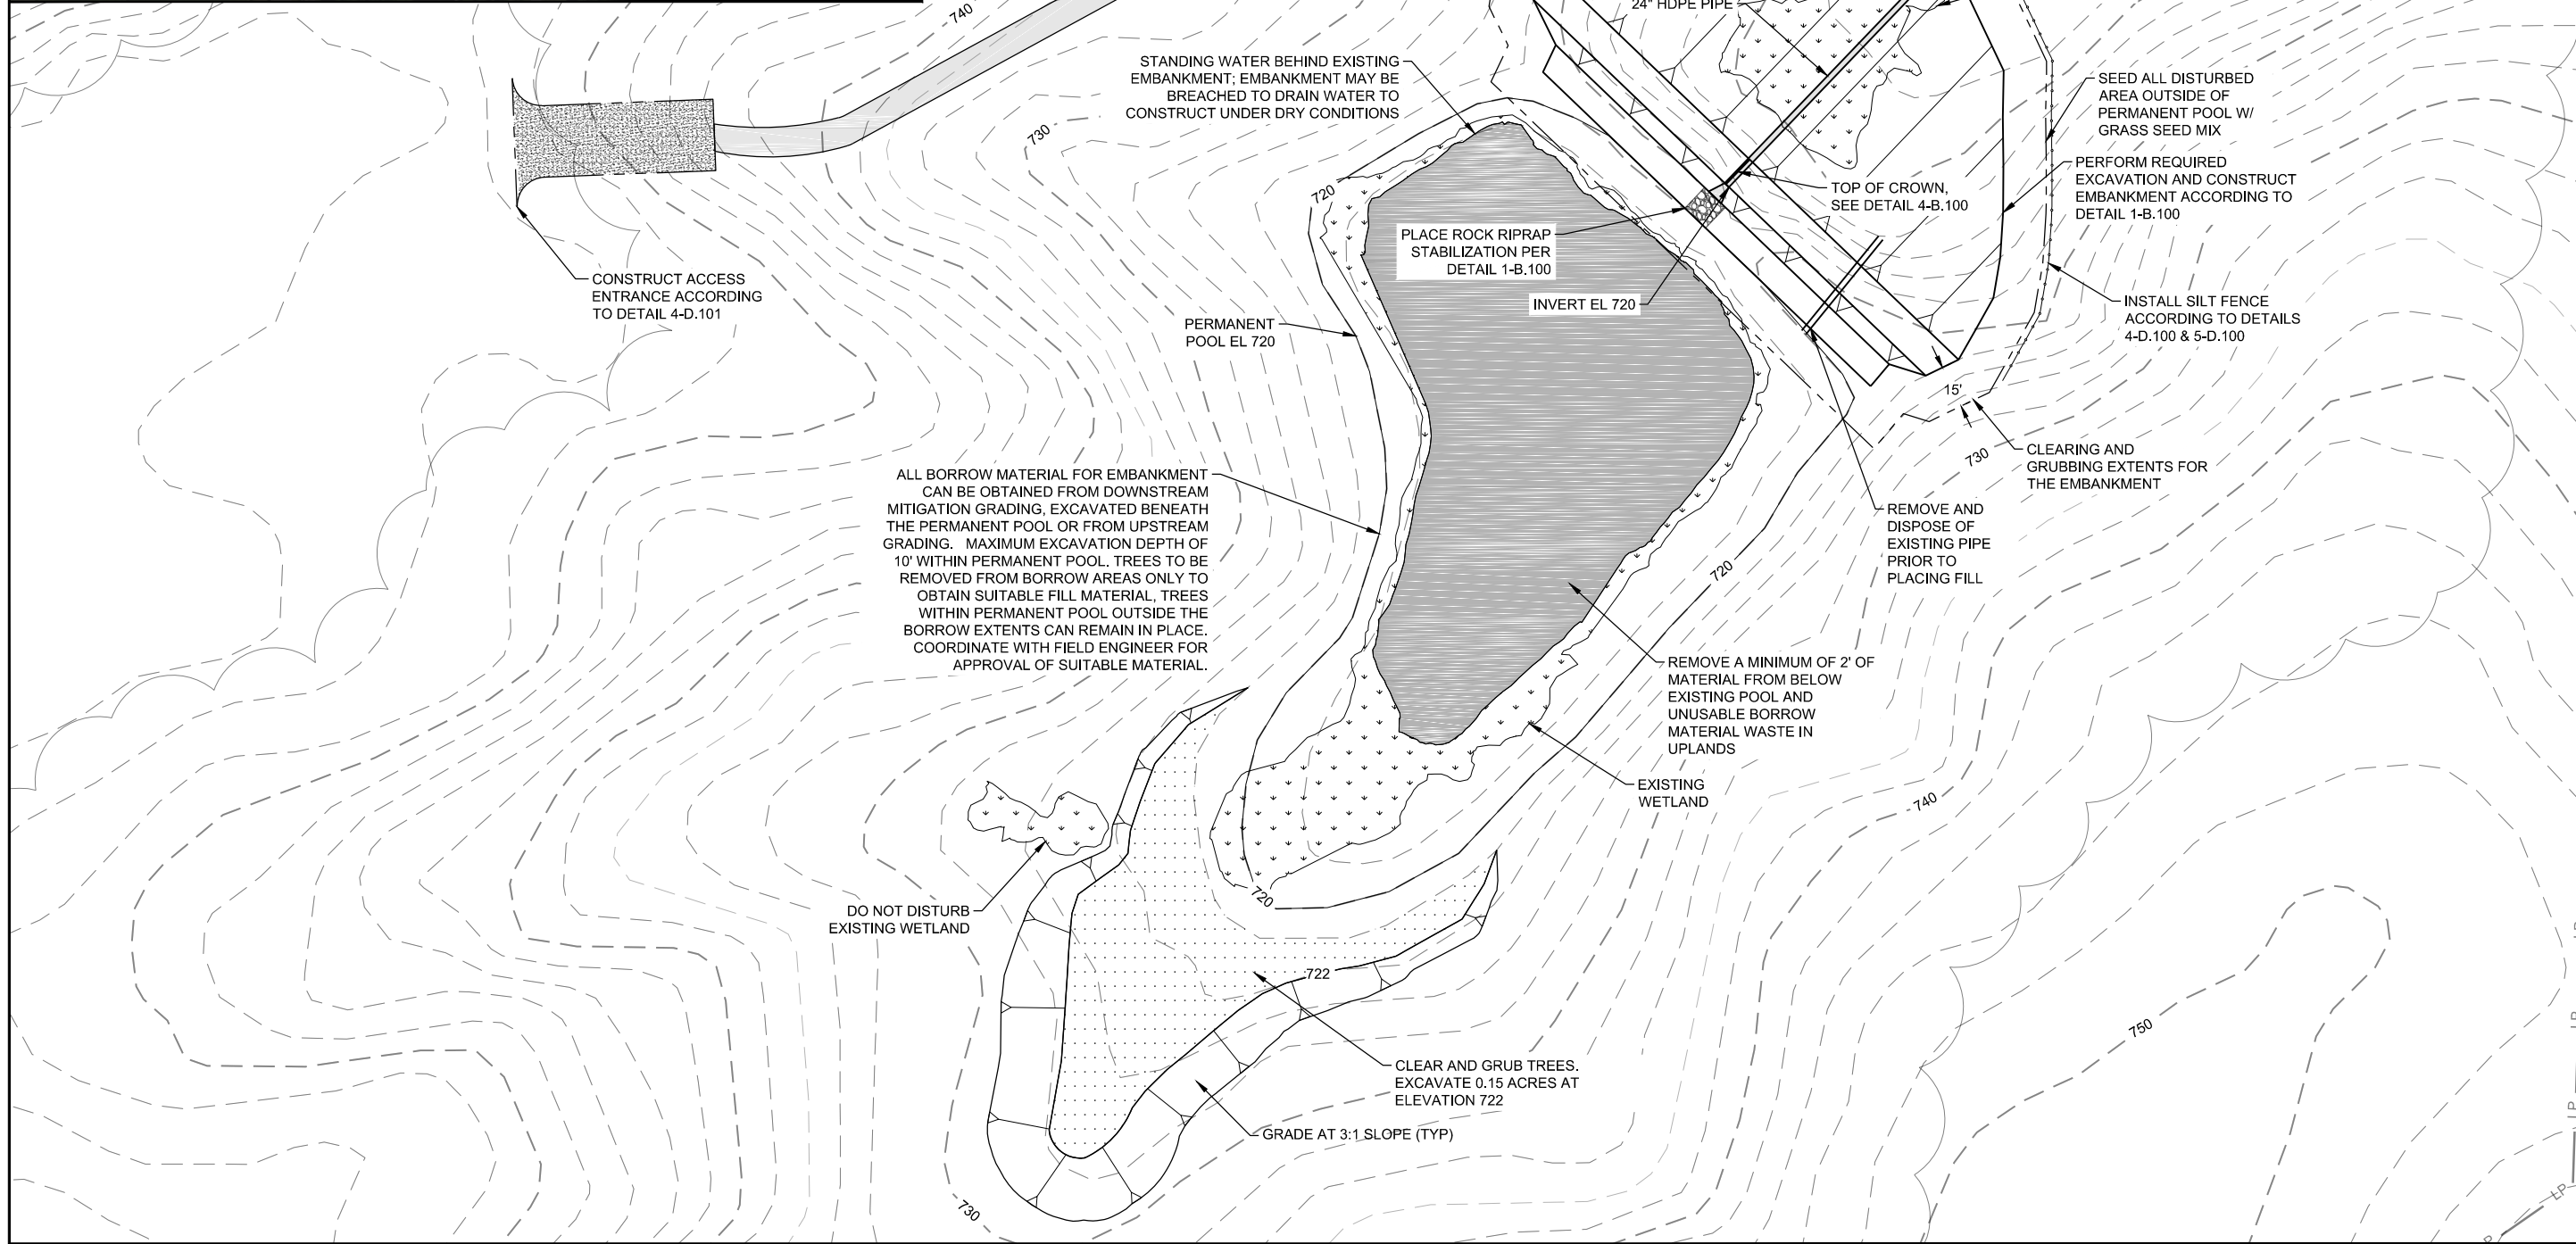 740
24" HDPE PIPE
STANDING WATER BEHIND EXISTING
EMBANKMENT; EMBANKMENT MAY BE
BREACHED TO DRAIN WATER TO
CONSTRUCT UNDER DRY CONDITIONS
SEED ALL DISTURBED
AREA OUTSIDE OF
PERMANENT POOL W/
GRASS SEED MIX
730
PERFORM REQUIRED
EXCAVATION AND CONSTRUCT
EMBANKMENT ACCORDING TO
DETAIL 1-B.100
720
TOP OF CROWN,
SEE DETAIL 4-B.100
PLACE ROCK RIPRAP
STABILIZATION PER
DETAIL 1-B.100
CONSTRUCT ACCESS
ENTRANCE ACCORDING
TO DETAIL 4-D.101
INVERT EL 720
INSTALL SILT FENCE
ACCORDING TO DETAILS
4-D.100 & 5-D.100
PERMANENT
POOL EL 720
15'
730
CLEARING AND
GRUBBING EXTENTS FOR
THE EMBANKMENT
ALL BORROW MATERIAL FOR EMBANKMENT
CAN BE OBTAINED FROM DOWNSTREAM
MITIGATION GRADING, EXCAVATED BENEATH
THE PERMANENT POOL OR FROM UPSTREAM
GRADING. MAXIMUM EXCAVATION DEPTH OF
10' WITHIN PERMANENT POOL. TREES TO BE
REMOVED FROM BORROW AREAS ONLY TO
OBTAIN SUITABLE FILL MATERIAL, TREES
WITHIN PERMANENT POOL OUTSIDE THE
BORROW EXTENTS CAN REMAIN IN PLACE.
COORDINATE WITH FIELD ENGINEER FOR
APPROVAL OF SUITABLE MATERIAL.
REMOVE AND
DISPOSE OF
EXISTING PIPE
PRIOR TO
PLACING FILL
720
REMOVE A MINIMUM OF 2' OF
MATERIAL FROM BELOW
EXISTING POOL AND
UNUSABLE BORROW
MATERIAL WASTE IN
UPLANDS
EXISTING
WETLAND
740
720
DO NOT DISTURB
EXISTING WETLAND
722
750
CLEAR AND GRUB TREES.
EXCAVATE 0.15 ACRES AT
ELEVATION 722
GRADE AT 3:1 SLOPE (TYP)
730
LP
LP